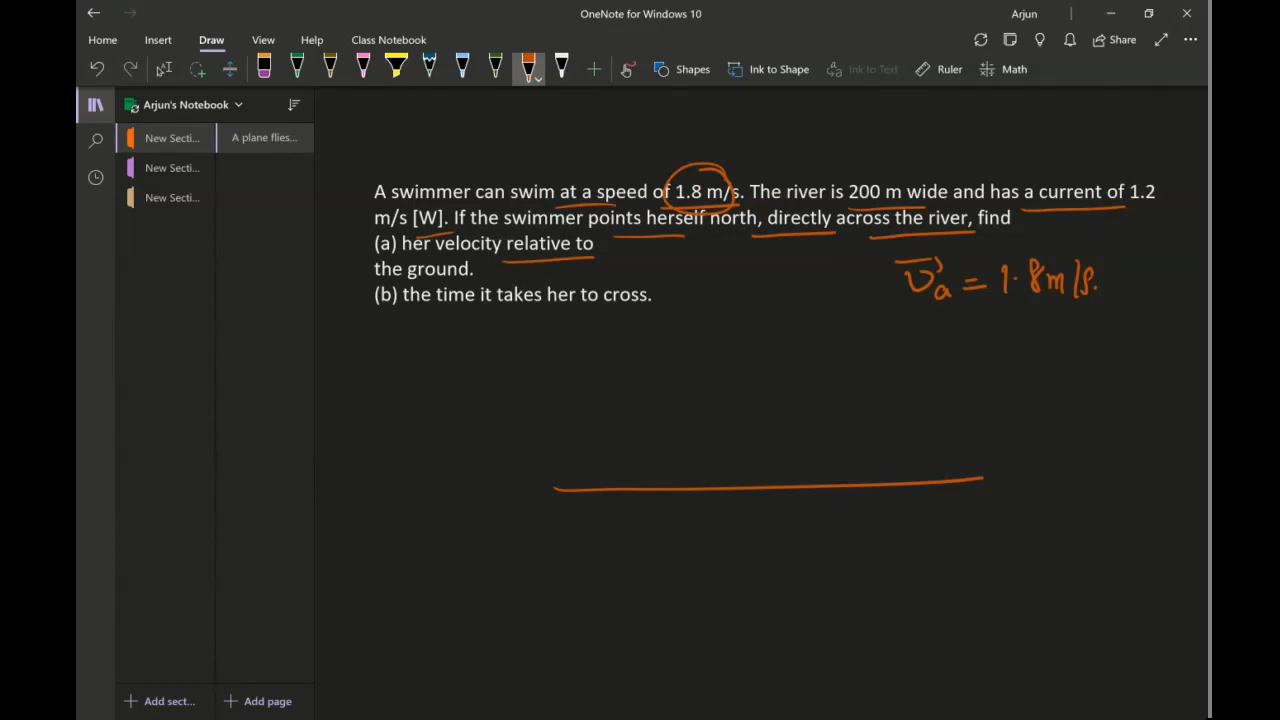 OneNote for Windows 10
Arjun
Home Insert Draw View Help Class Notebook
Share
Shapes Ink to Shape Ink to Text Ruler Math
Arjun's Notebook
New Secti...
A plane flies...
New Secti...
New Secti...
A swimmer can swim at a speed of 1.8 m/s. The river is 200 m wide and has a current of 1.2
m/s [W]. If the swimmer points herself north, directly across the river, find
(a) her velocity relative to
the ground.
(b) the time it takes her to cross.
v⃗a = 1.8m/s.
Add sect...
Add page